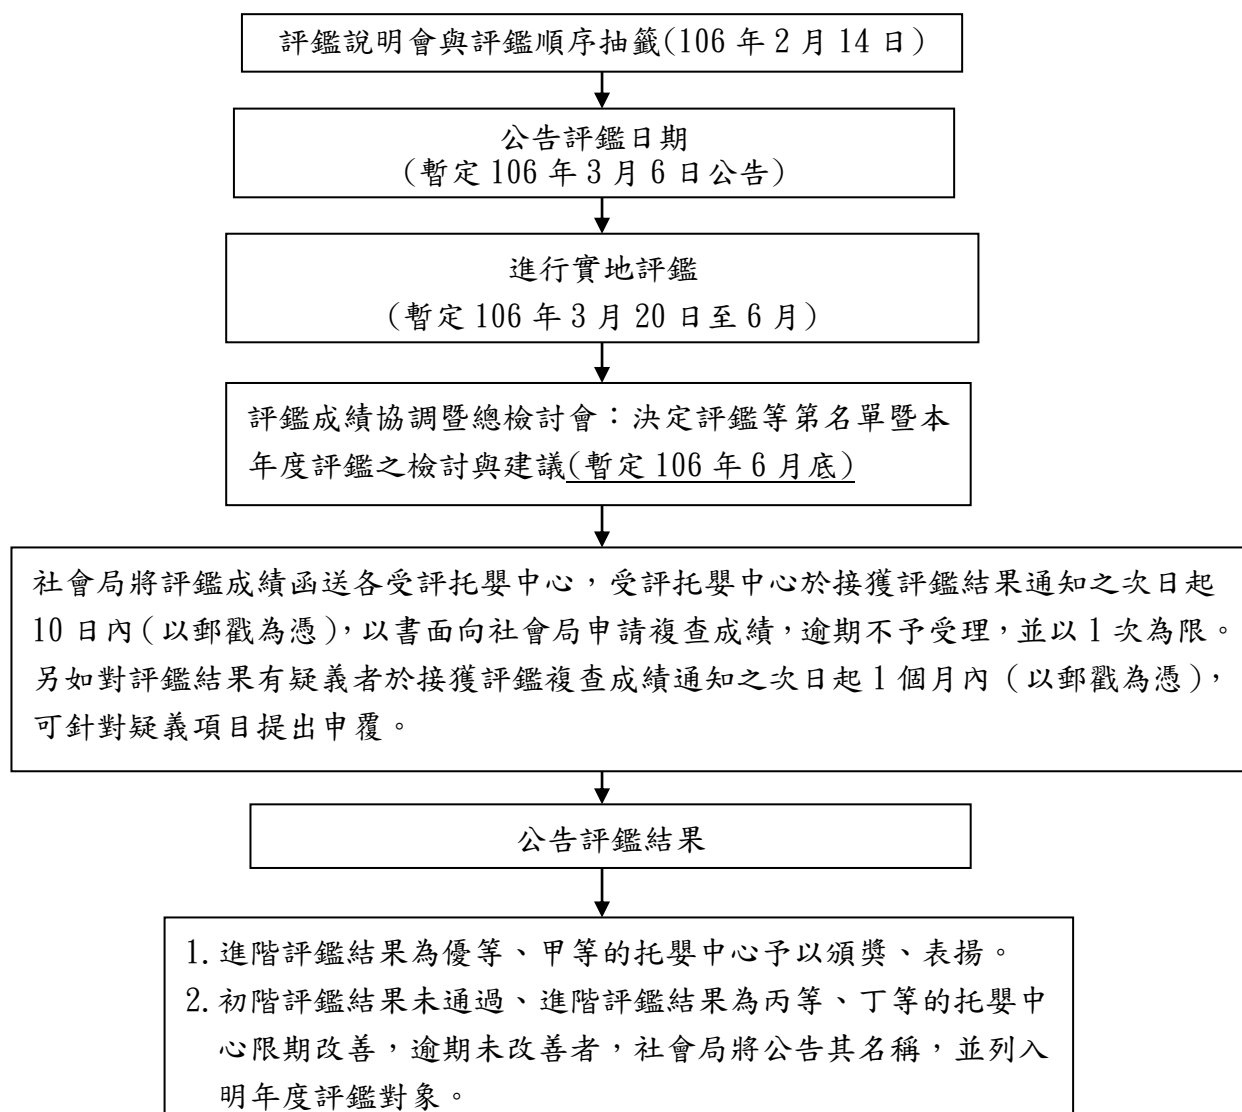 評鑑說明會與評鑑順序抽籤(106 年 2 月 14 日)
公告評鑑日期
(暫定 106 年 3 月 6 日公告)
進行實地評鑑
(暫定 106 年 3 月 20 日至 6 月)
評鑑成績協調暨總檢討會：決定評鑑等第名單暨本
年度評鑑之檢討與建議(暫定 106 年 6 月底)
社會局將評鑑成績函送各受評托嬰中心，受評托嬰中心於接獲評鑑結果通知之次日起
10 日內(以郵戳為憑)，以書面向社會局申請複查成績，逾期不予受理，並以 1 次為限。
另如對評鑑結果有疑義者於接獲評鑑複查成績通知之次日起 1 個月內 (以郵戳為憑)，
可針對疑義項目提出申覆。
公告評鑑結果
1. 進階評鑑結果為優等、甲等的托嬰中心予以頒獎、表揚。
2. 初階評鑑結果未通過、進階評鑑結果為丙等、丁等的托嬰中
心限期改善，逾期未改善者，社會局將公告其名稱，並列入
明年度評鑑對象。